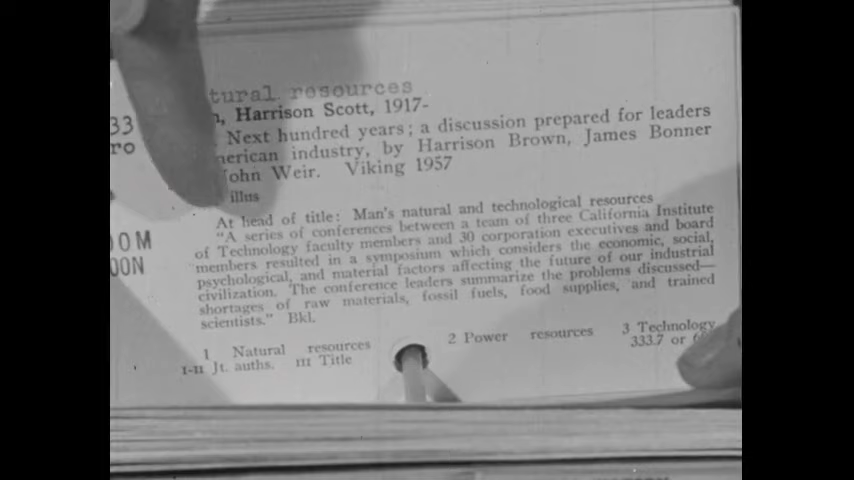 tural resources
n, Harrison Scott, 1917-
33
Next hundred years; a discussion prepared for leaders
ro
merican industry, by Harrison Brown, James Bonner
John Weir. Viking 1957
illus
At head of title: Man's natural and technological resources
"A series of conferences between a team of three California Institute
OOM
of Technology faculty members and 30 corporation executives and board
OON
members resulted in a symposium which considers the economic, social,
psychological, and material factors affecting the future of our industrial
civilization. The conference leaders summarize the problems discussed—
shortages of raw materials, fossil fuels, food supplies, and trained
scientists." Bkl.
1 Natural resources 2 Power resources 3 Technology
I-II Jt. auths. III Title 333.7 or